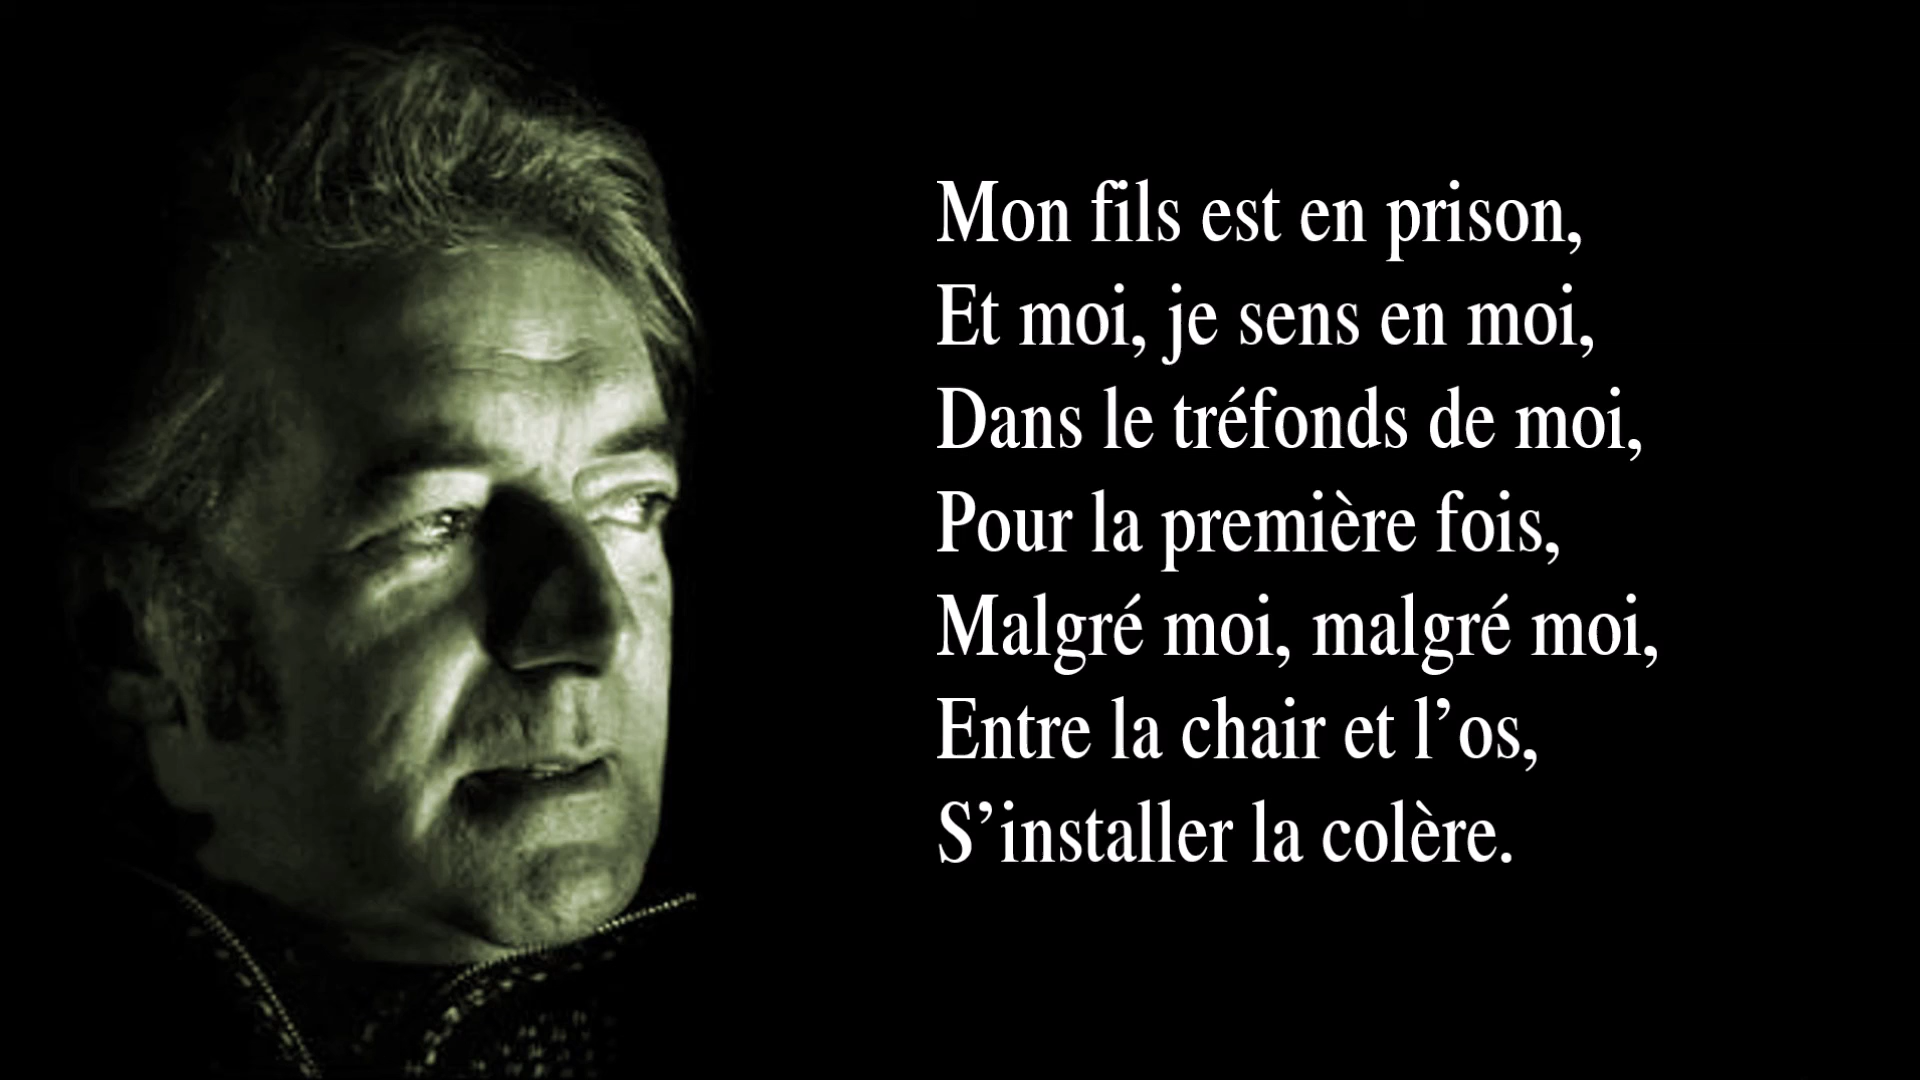 Mon fils est en prison,
Et moi, je sens en moi,
Dans le tréfonds de moi,
Pour la première fois,
Malgré moi, malgré moi,
Entre la chair et l’os,
S’installer la colère.